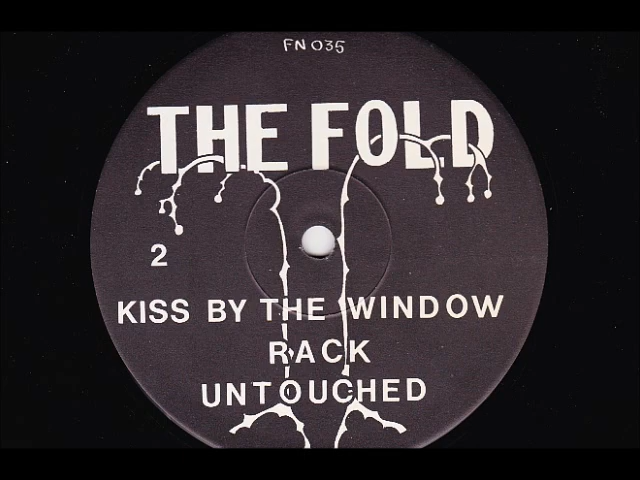 FN 035
THE FOLD
2
KISS BY THE WINDOW
RACK
UNTOUCHED